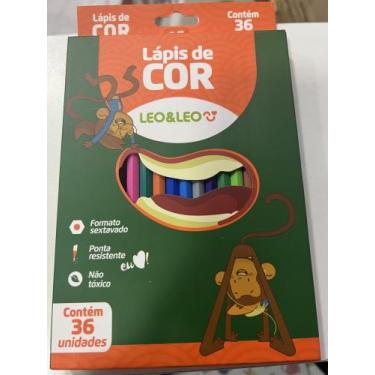 Lápis de
COR
Contém
36
Lápis de
COR
LEO&LEO
Formato
sextavado
Ponta
resistente
Não
tóxico
eu
Contém
36
unidades